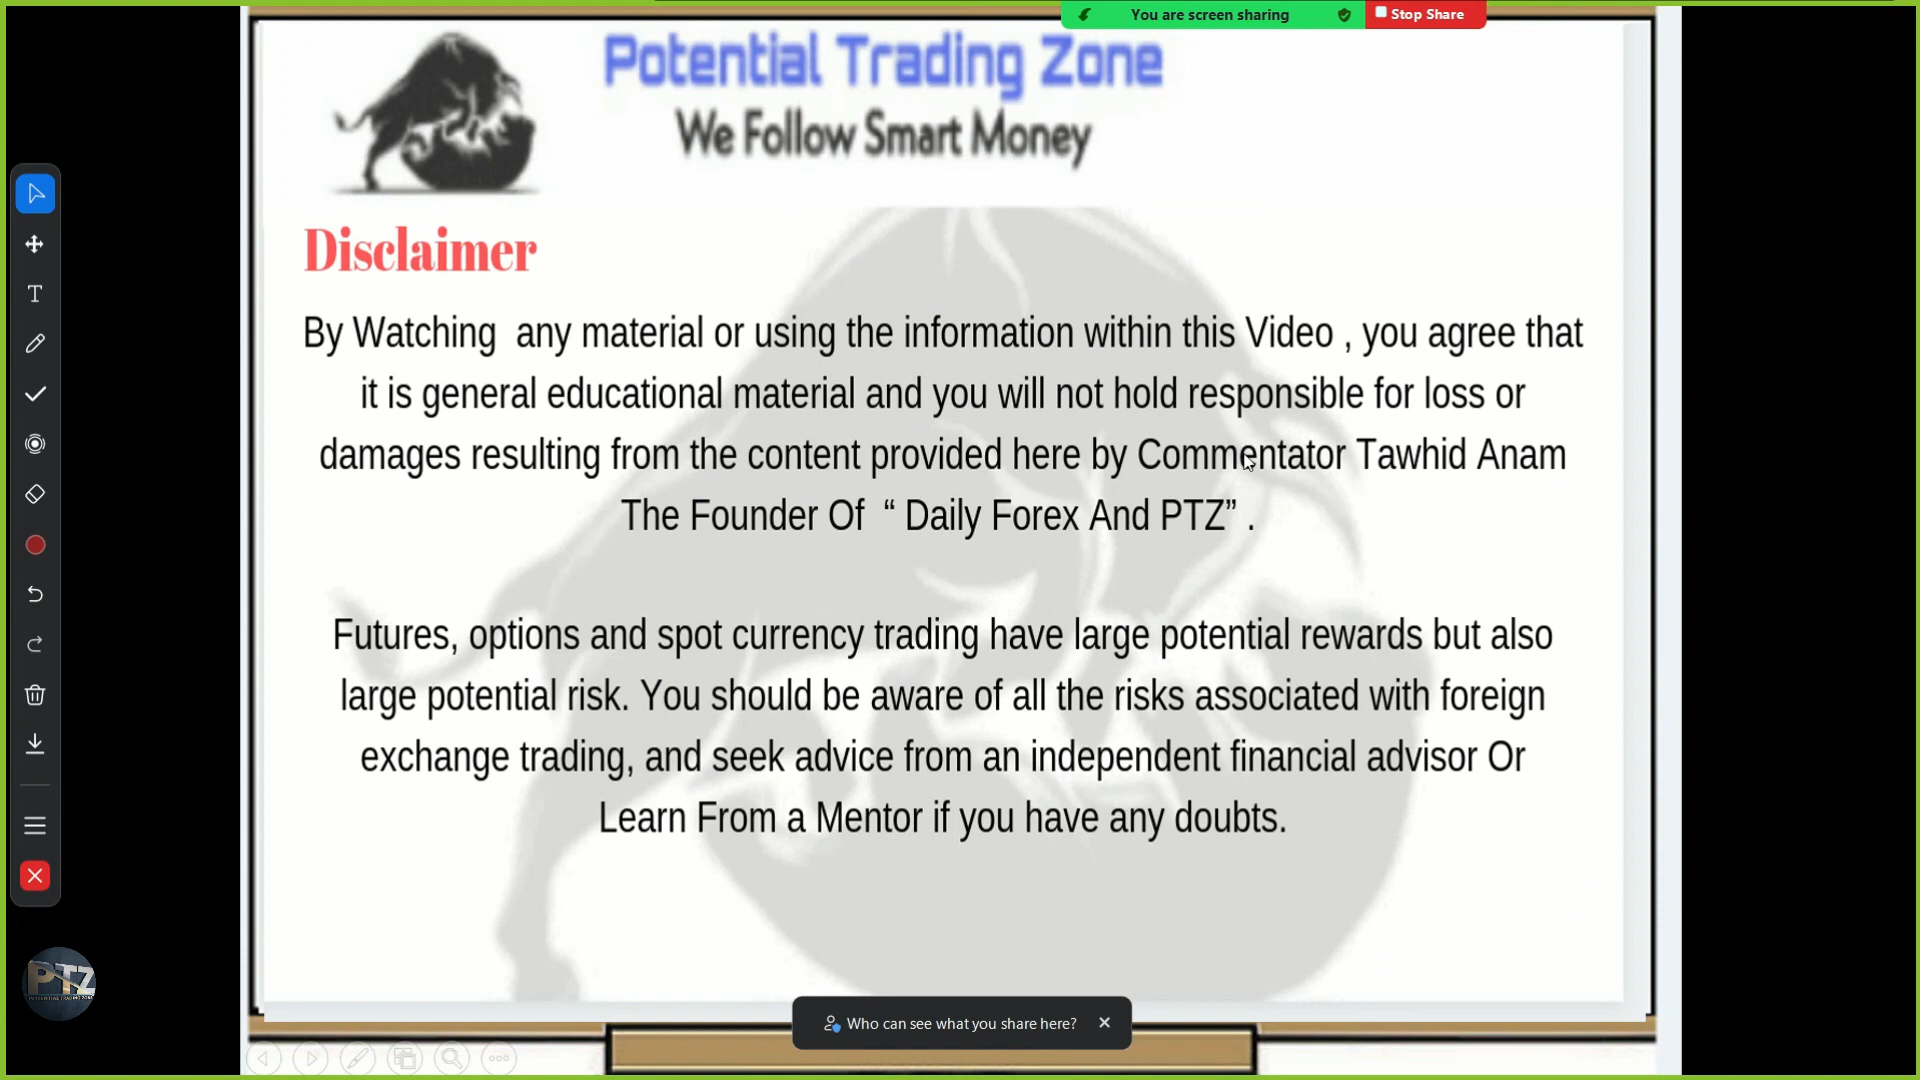 You are screen sharing
Stop Share
Potential Trading Zone
We Follow Smart Money
Disclaimer
By Watching any material or using the information within this Video , you agree that
it is general educational material and you will not hold responsible for loss or
damages resulting from the content provided here by Commentator Tawhid Anam
The Founder Of “ Daily Forex And PTZ” .
Futures, options and spot currency trading have large potential rewards but also
large potential risk. You should be aware of all the risks associated with foreign
exchange trading, and seek advice from an independent financial advisor Or
Learn From a Mentor if you have any doubts.
PTZ
POTENTIAL TRADING ZONE
Who can see what you share here?